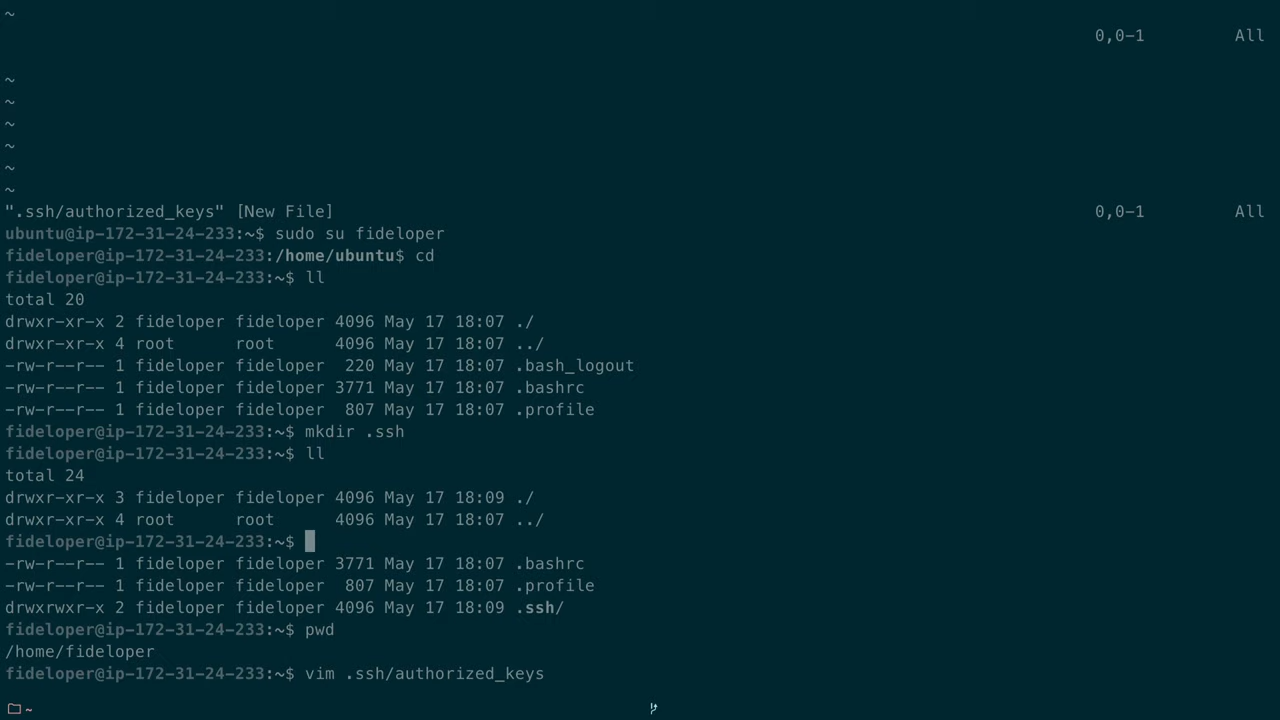 ~
0,0-1 All
~
~
~
~
~
~
".ssh/authorized_keys" [New File] 0,0-1 All
ubuntu@ip-172-31-24-233:~$ sudo su fideloper
fideloper@ip-172-31-24-233:/home/ubuntu$ cd
fideloper@ip-172-31-24-233:~$ ll
total 20
drwxr-xr-x 2 fideloper fideloper 4096 May 17 18:07 ./
drwxr-xr-x 4 root      root      4096 May 17 18:07 ../
-rw-r--r-- 1 fideloper fideloper  220 May 17 18:07 .bash_logout
-rw-r--r-- 1 fideloper fideloper 3771 May 17 18:07 .bashrc
-rw-r--r-- 1 fideloper fideloper  807 May 17 18:07 .profile
fideloper@ip-172-31-24-233:~$ mkdir .ssh
fideloper@ip-172-31-24-233:~$ ll
total 24
drwxr-xr-x 3 fideloper fideloper 4096 May 17 18:09 ./
drwxr-xr-x 4 root      root      4096 May 17 18:07 ../
fideloper@ip-172-31-24-233:~$
-rw-r--r-- 1 fideloper fideloper 3771 May 17 18:07 .bashrc
-rw-r--r-- 1 fideloper fideloper  807 May 17 18:07 .profile
drwxrwxr-x 2 fideloper fideloper 4096 May 17 18:09 .ssh/
fideloper@ip-172-31-24-233:~$ pwd
/home/fideloper
fideloper@ip-172-31-24-233:~$ vim .ssh/authorized_keys
~